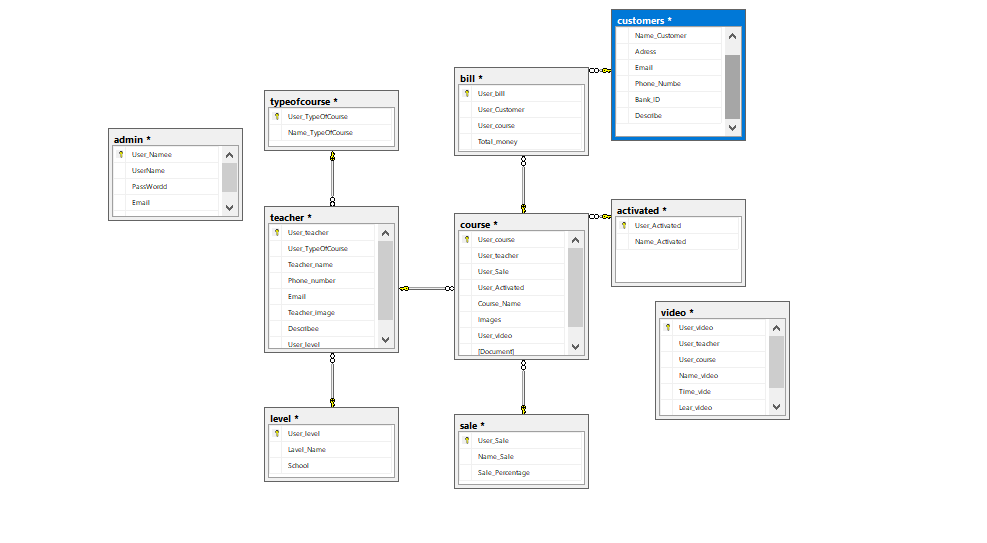 customers *
Name_Customer
Adress
Email
Phone_Numbe
Bank_ID
Describe
bill *
User_bill
User_Customer
User_course
Total_money
typeofcourse *
User_TypeOfCourse
Name_TypeOfCourse
admin *
User_Namee
UserName
PassWordd
Email
teacher *
User_teacher
User_TypeOfCourse
Teacher_name
Phone_number
Email
Teacher_image
Describee
User_level
course *
User_course
User_teacher
User_Sale
User_Activated
Course_Name
Images
User_video
[Document]
activated *
User_Activated
Name_Activated
video *
User_video
User_teacher
User_course
Name_video
Time_vide
Lear_video
level *
User_level
Lavel_Name
School
sale *
User_Sale
Name_Sale
Sale_Percentage